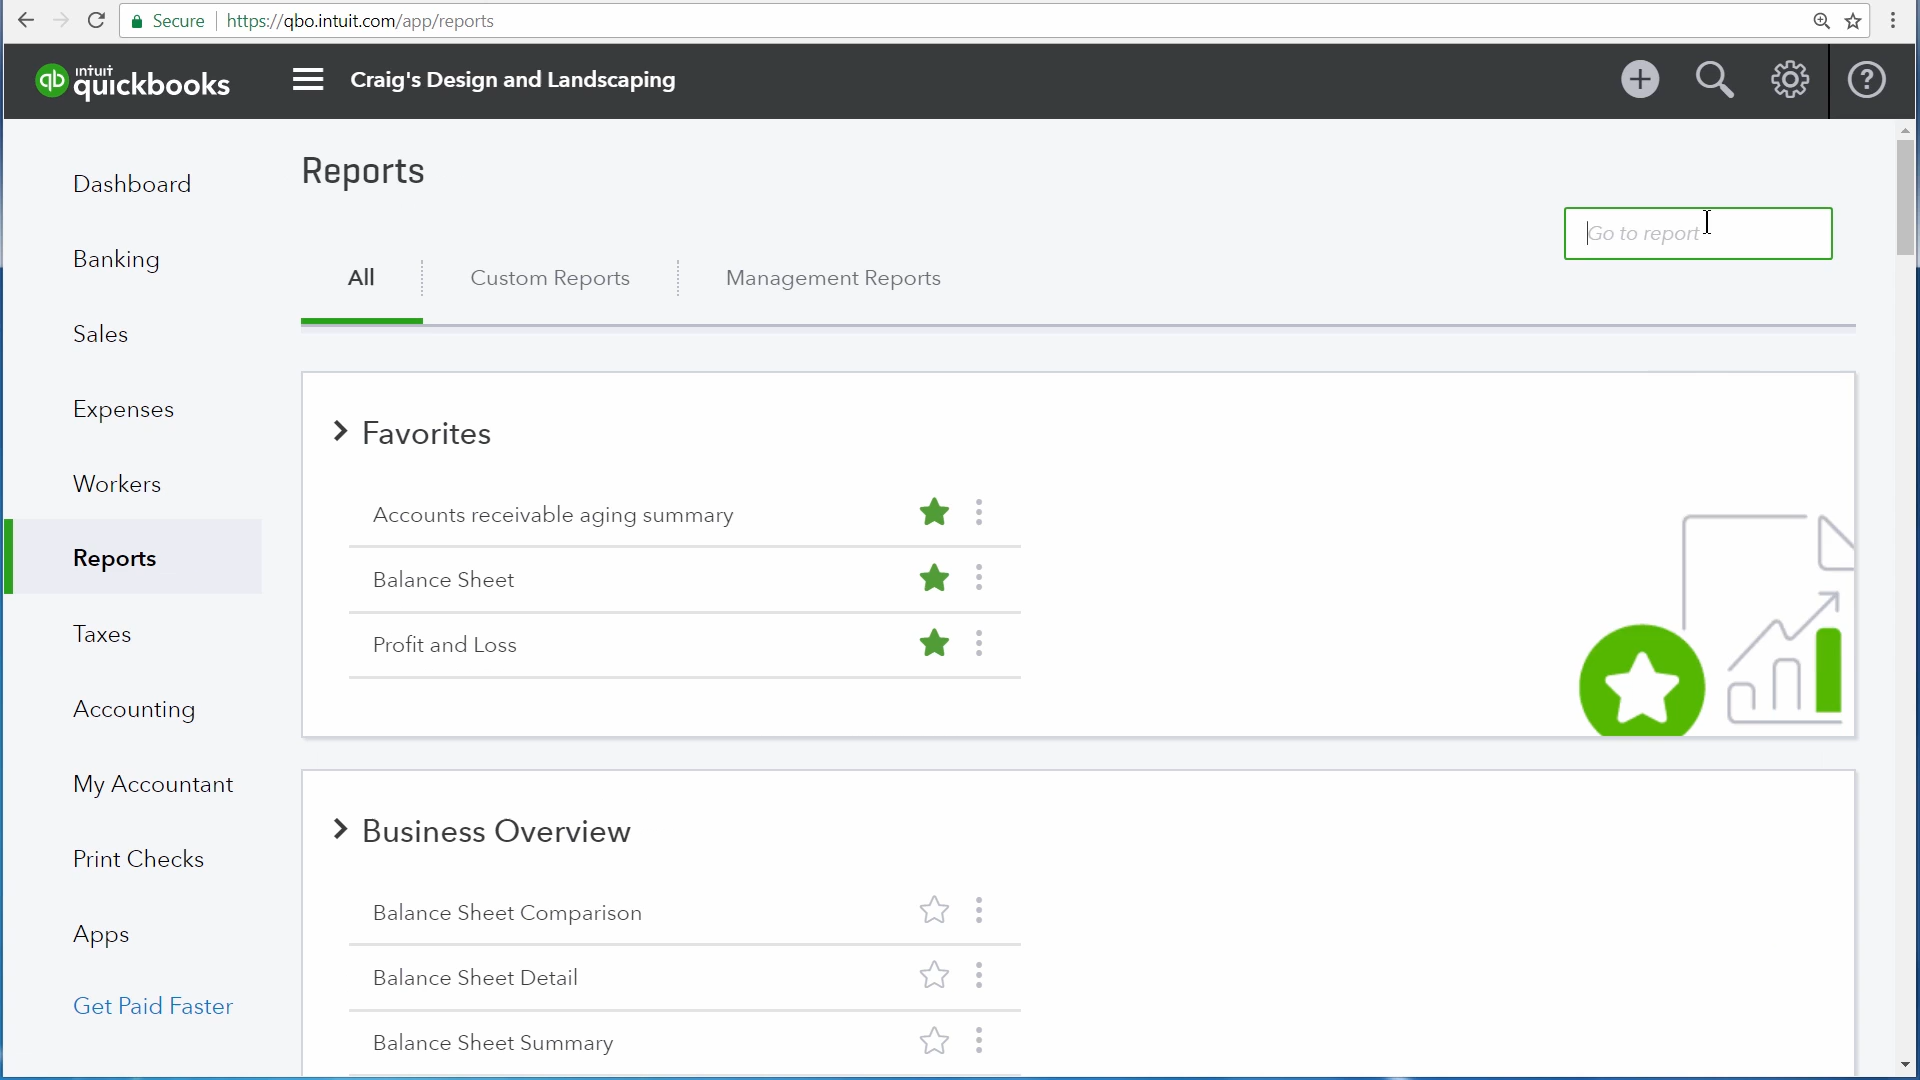 Secure https://qbo.intuit.com/app/reports
qb intuit quickbooks
Craig's Design and Landscaping
?
Dashboard
Banking
Sales
Expenses
Workers
Reports
Taxes
Accounting
My Accountant
Print Checks
Apps
Get Paid Faster
Reports
Go to report
All
Custom Reports
Management Reports
Favorites
Accounts receivable aging summary
Balance Sheet
Profit and Loss
Business Overview
Balance Sheet Comparison
Balance Sheet Detail
Balance Sheet Summary